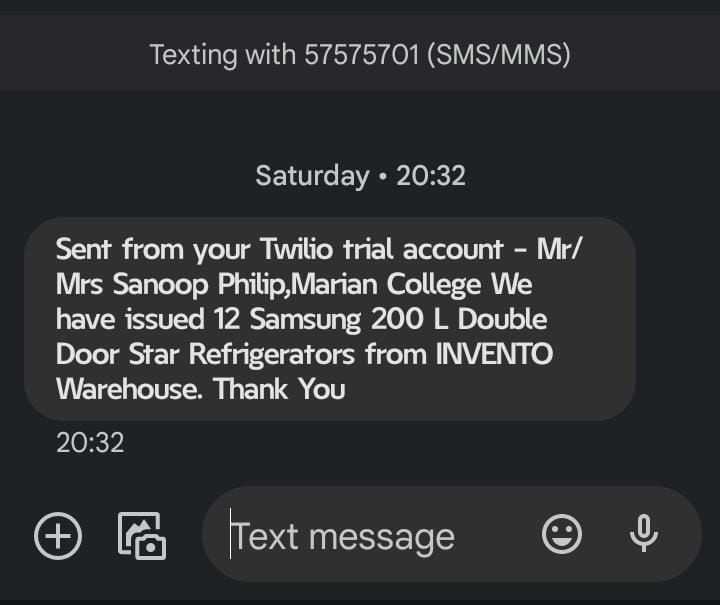 Texting with 57575701 (SMS/MMS)
Saturday • 20:32
Sent from your Twilio trial account - Mr/
Mrs Sanoop Philip,Marian College We
have issued 12 Samsung 200 L Double
Door Star Refrigerators from INVENTO
Warehouse. Thank You
20:32
Text message